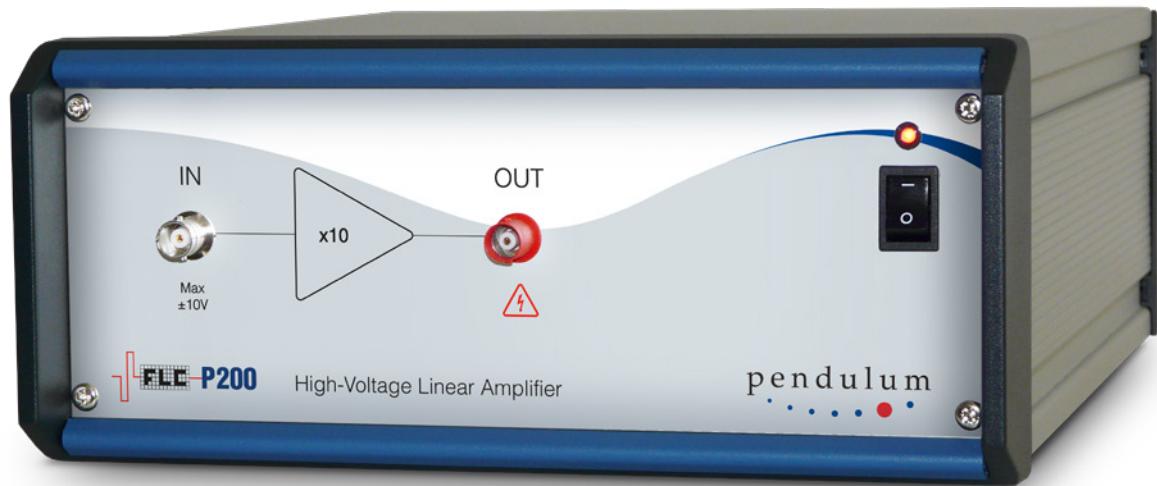 IN
OUT
x10
Max
±10V
FLC P200
High-Voltage Linear Amplifier
pendulum